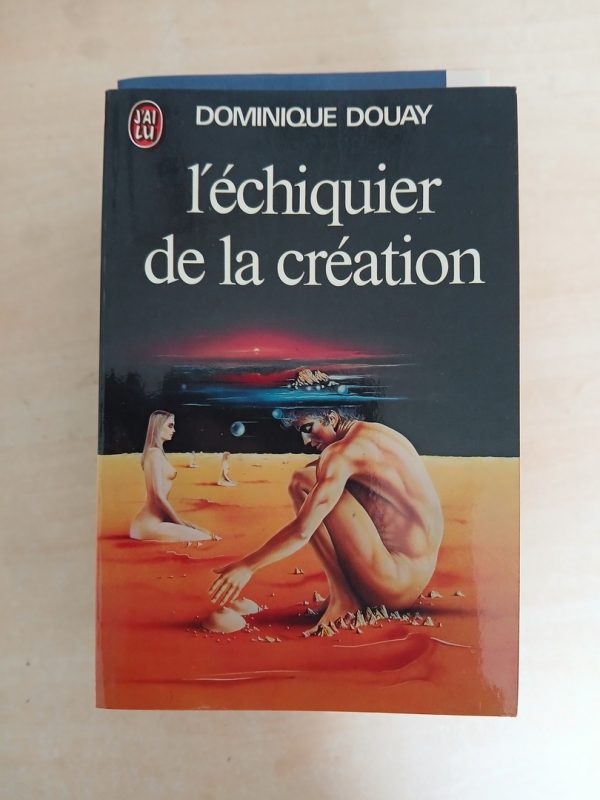 J'AI
LU
DOMINIQUE DOUAY
l'échiquier
de la création